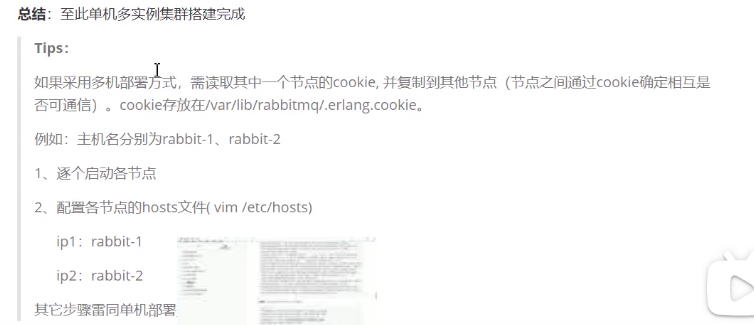 总结：至此单机多实例集群搭建完成
Tips：
如果采用多机部署方式，需读取其中一个节点的cookie, 并复制到其他节点（节点之间通过cookie确定相互是
否可通信）。cookie存放在/var/lib/rabbitmq/.erlang.cookie。
例如：主机名分别为rabbit-1、rabbit-2
1、逐个启动各节点
2、配置各节点的hosts文件( vim /etc/hosts)
ip1：rabbit-1
ip2：rabbit-2
其它步骤雷同单机部署